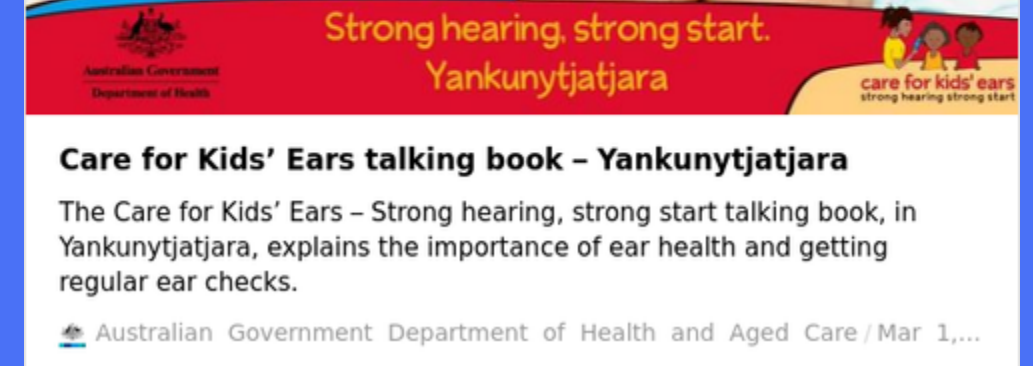 Strong hearing, strong start.
Yankunytjatjara
Australian Government
Department of Health
care for kids' ears
strong hearing strong start
Care for Kids’ Ears talking book – Yankunytjatjara
The Care for Kids’ Ears – Strong hearing, strong start talking book, in
Yankunytjatjara, explains the importance of ear health and getting
regular ear checks.
Australian Government Department of Health and Aged Care / Mar 1,...